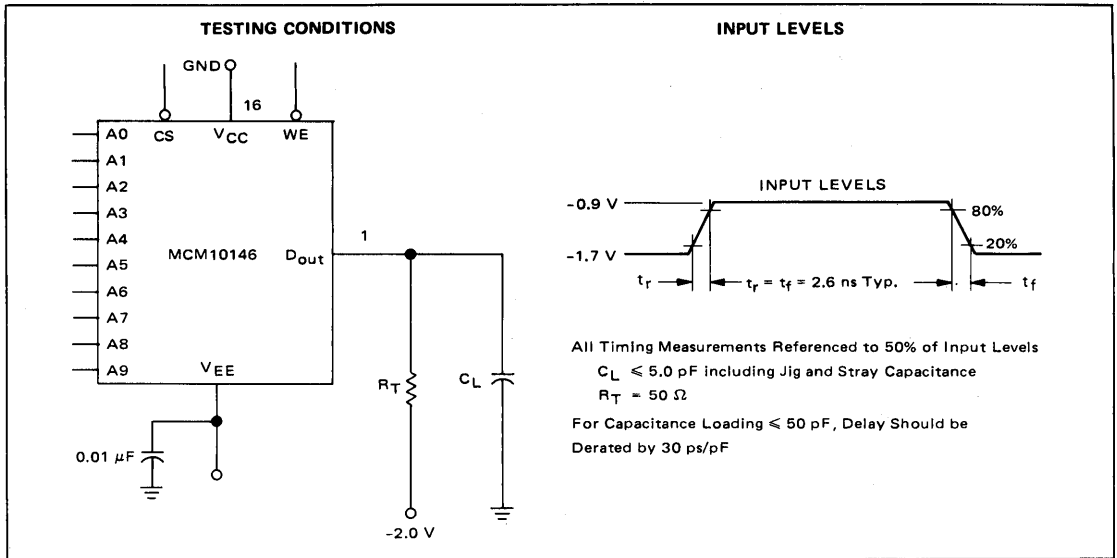 TESTING CONDITIONS
INPUT LEVELS
GND
16
A0 CS VCC WE
A1
A2
A3
A4 MCM10146 Dout 1
A5
A6
A7
A8
A9 VEE
0.01 μF
RT
CL
-2.0 V
INPUT LEVELS
-0.9 V
80%
-1.7 V
20%
tr
tr = tf = 2.6 ns Typ.
tf
All Timing Measurements Referenced to 50% of Input Levels
CL ⩽ 5.0 pF including Jig and Stray Capacitance
RT = 50 Ω
For Capacitance Loading ⩽ 50 pF, Delay Should be
Derated by 30 ps/pF